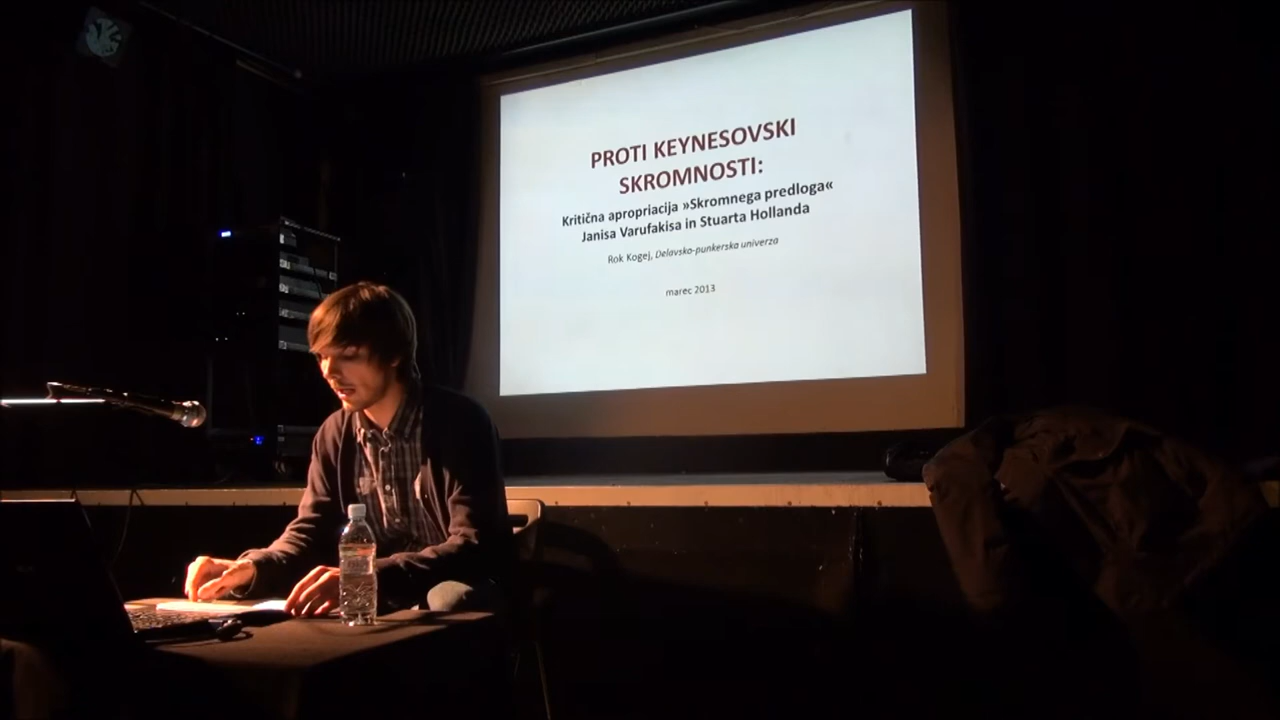 PROTI KEYNESOVSKI
SKROMNOSTI:
Kritična apropriacija »Skromnega predloga«
Janisa Varufakisa in Stuarta Hollanda
Rok Kogej, Delavsko-punkerska univerza
marec 2013